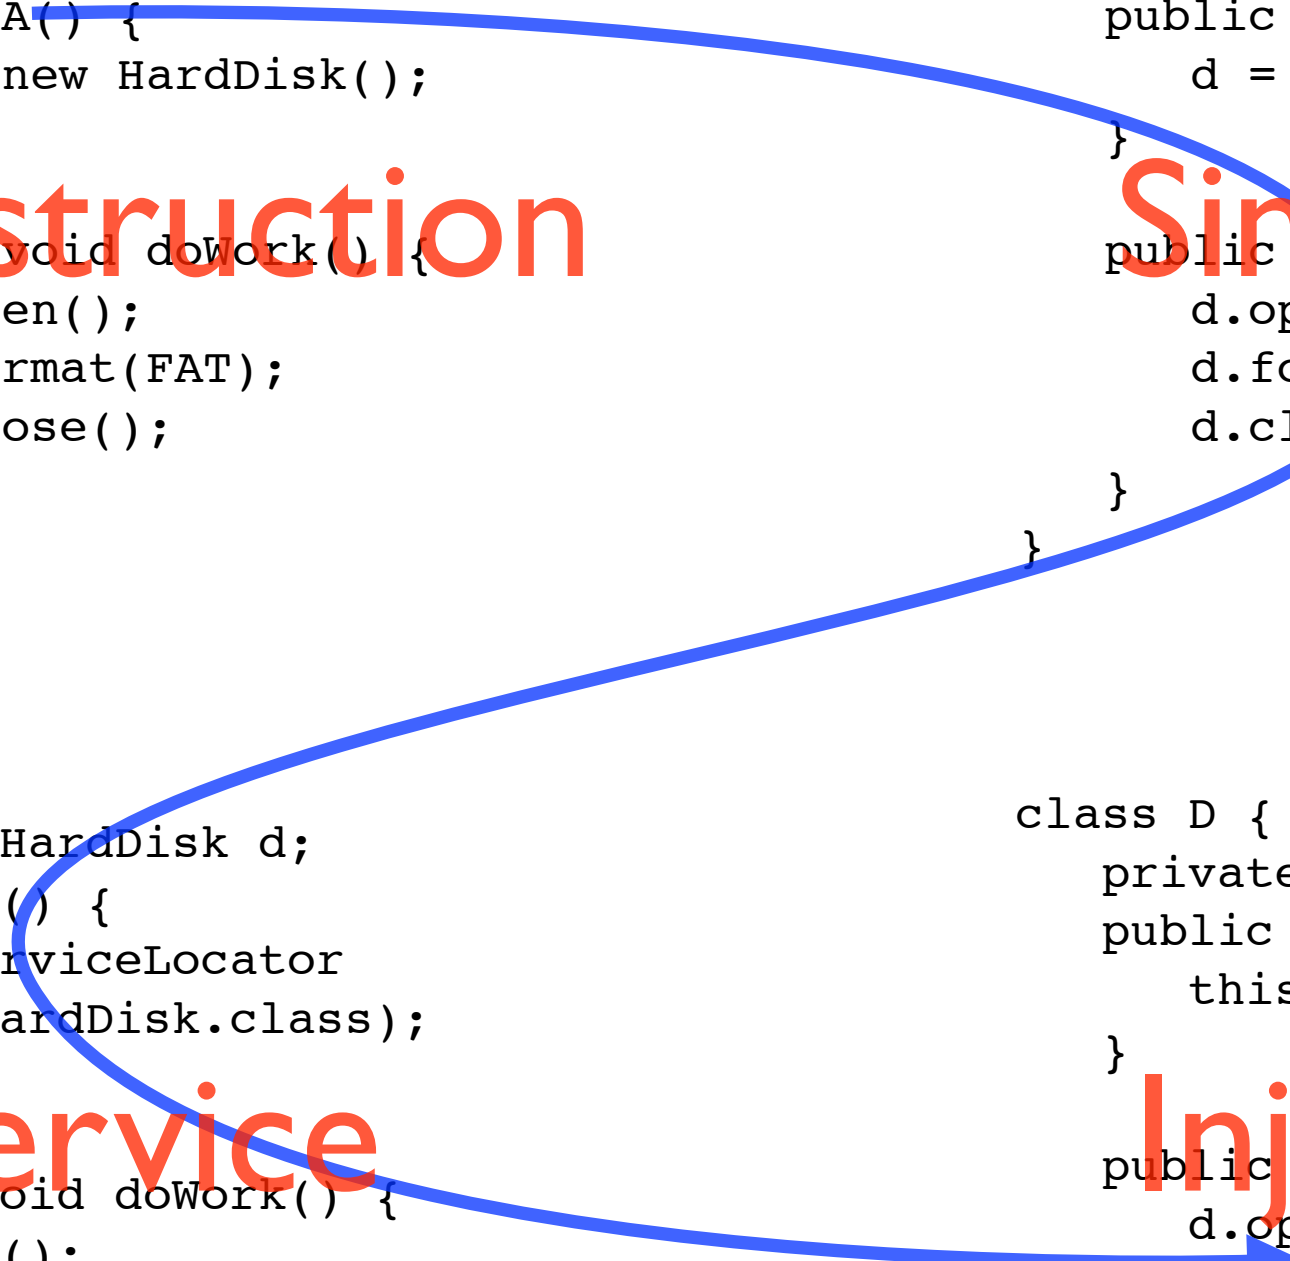 A() {
new HardDisk();
struction
void doWork() {
en();
rmat(FAT);
ose();
public
d =
}
Sin
public
d.op
d.fo
d.cl
}
}
HardDisk d;
() {
rviceLocator
ardDisk.class);
ervice
oid doWork() {
();
class D {
private
public
this
}
Inj
public
d.op